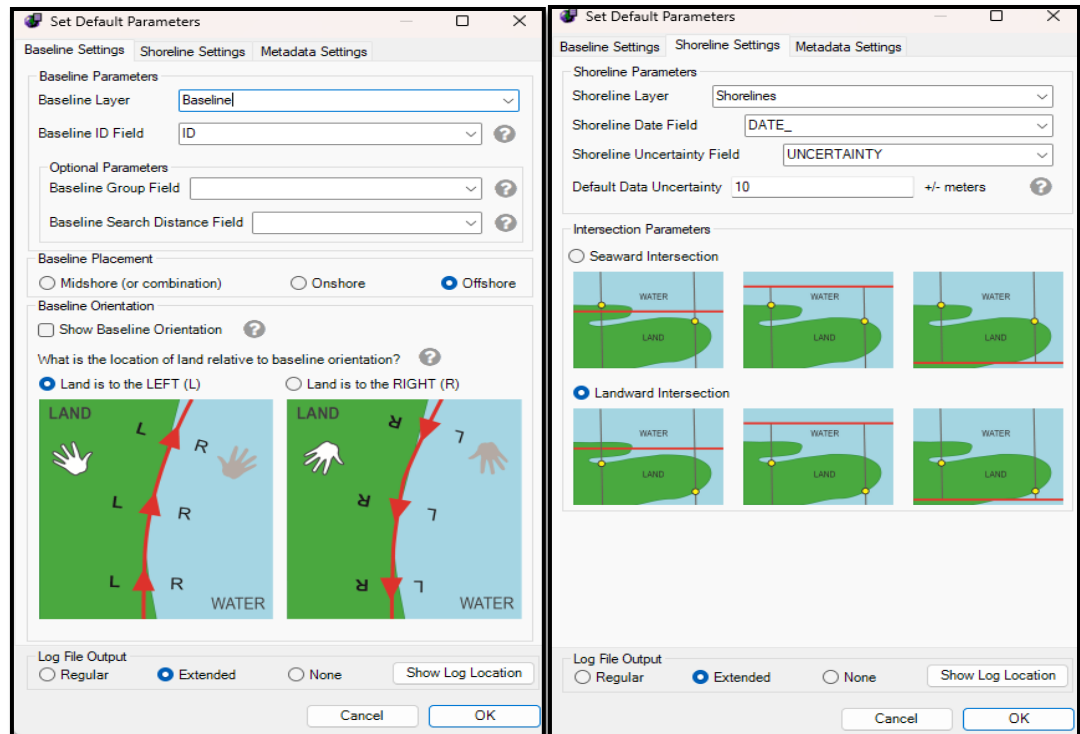 Set Default Parameters
Baseline Settings Shoreline Settings Metadata Settings
Baseline Parameters
Baseline Layer Baseline
Baseline ID Field ID ?
Optional Parameters
Baseline Group Field ?
Baseline Search Distance Field ?
Baseline Placement
Midshore (or combination) Onshore Offshore
Baseline Orientation
Show Baseline Orientation ?
What is the location of land relative to baseline orientation? ?
Land is to the LEFT (L) Land is to the RIGHT (R)
LAND
L R
L R
L R
WATER
LAND
R L
R L
R L
WATER
Log File Output
Regular Extended None Show Log Location
Cancel OK
Set Default Parameters
Baseline Settings Shoreline Settings Metadata Settings
Shoreline Parameters
Shoreline Layer Shorelines
Shoreline Date Field DATE_
Shoreline Uncertainty Field UNCERTAINTY
Default Data Uncertainty 10 +/- meters ?
Intersection Parameters
Seaward Intersection
WATER WATER WATER
LAND LAND LAND
Landward Intersection
WATER WATER WATER
LAND LAND LAND
Log File Output
Regular Extended None Show Log Location
Cancel OK